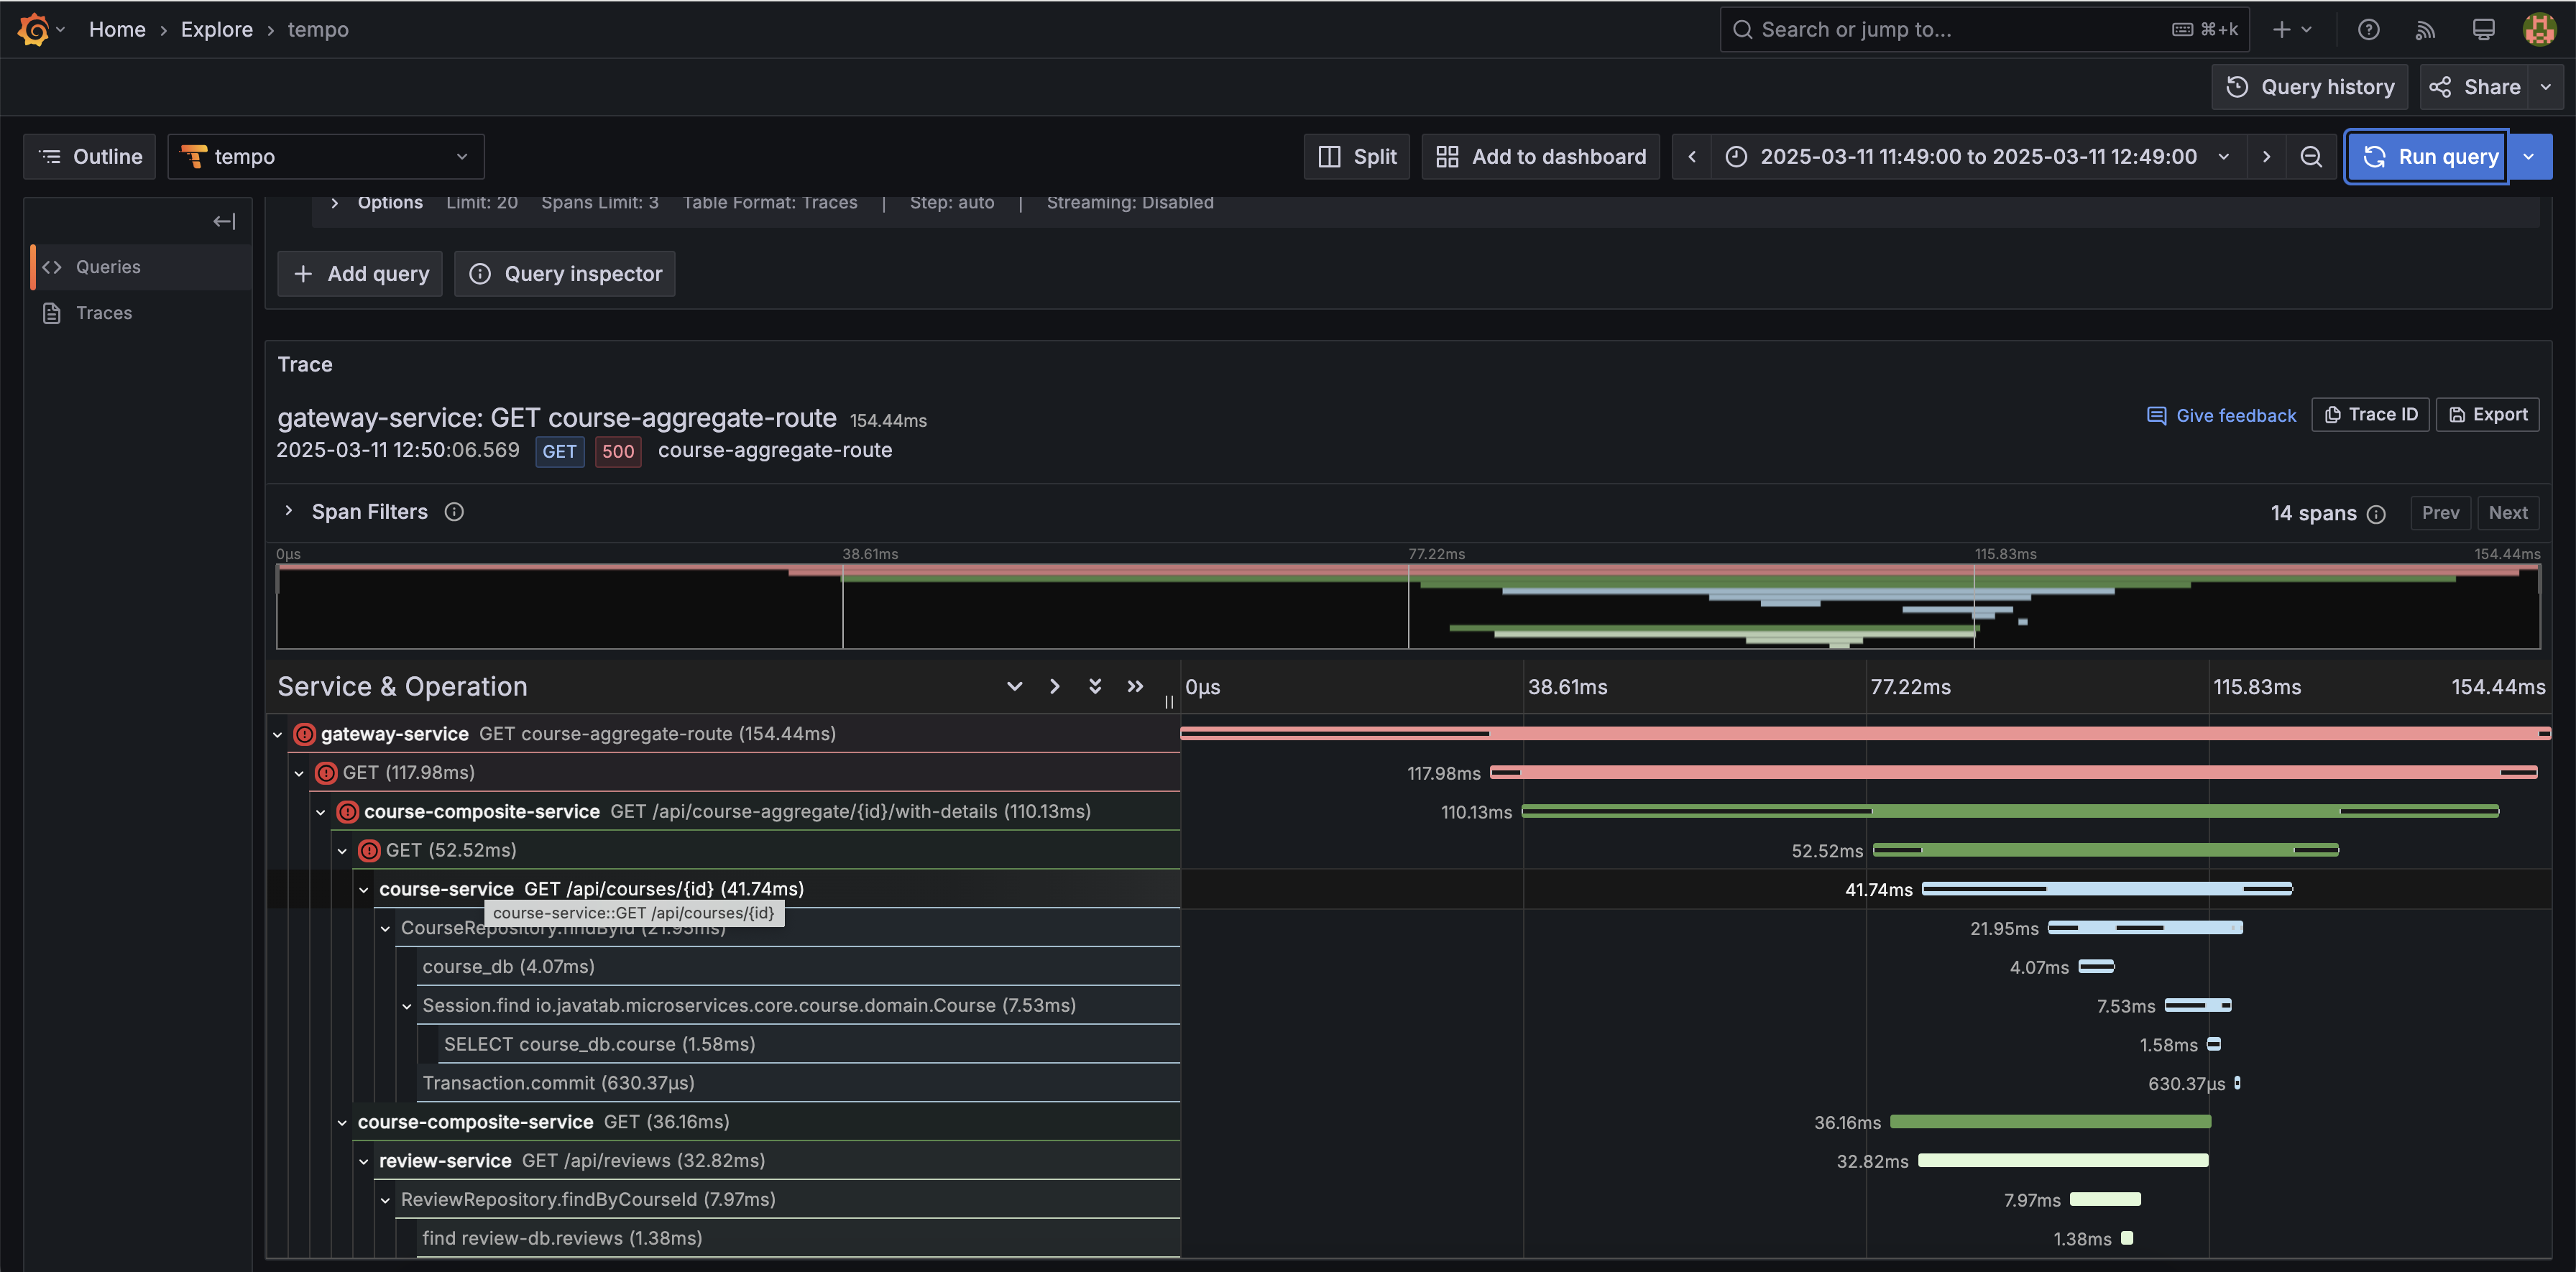 Home › Explore › tempo
Search or jump to... ⌘+k
Query history Share
Outline tempo Split Add to dashboard 2025-03-11 11:49:00 to 2025-03-11 12:49:00 Run query
Options Limit: 20 Spans Limit: 3 Table Format: Traces | Step: auto | Streaming: Disabled
Queries
Traces
+ Add query Query inspector
Trace
gateway-service: GET course-aggregate-route 154.44ms
Give feedback Trace ID Export
2025-03-11 12:50:06.569 GET 500 course-aggregate-route
Span Filters 14 spans Prev Next
0μs 38.61ms 77.22ms 115.83ms 154.44ms
Service & Operation 0μs 38.61ms 77.22ms 115.83ms 154.44ms
gateway-service GET course-aggregate-route (154.44ms)
GET (117.98ms) 117.98ms
course-composite-service GET /api/course-aggregate/{id}/with-details (110.13ms) 110.13ms
GET (52.52ms) 52.52ms
course-service GET /api/courses/{id} (41.74ms) 41.74ms
course-service::GET /api/courses/{id}
CourseRepository.findById (21.95ms) 21.95ms
course_db (4.07ms) 4.07ms
Session.find io.javatab.microservices.core.course.domain.Course (7.53ms) 7.53ms
SELECT course_db.course (1.58ms) 1.58ms
Transaction.commit (630.37μs) 630.37μs
course-composite-service GET (36.16ms) 36.16ms
review-service GET /api/reviews (32.82ms) 32.82ms
ReviewRepository.findByCourseId (7.97ms) 7.97ms
find review-db.reviews (1.38ms) 1.38ms